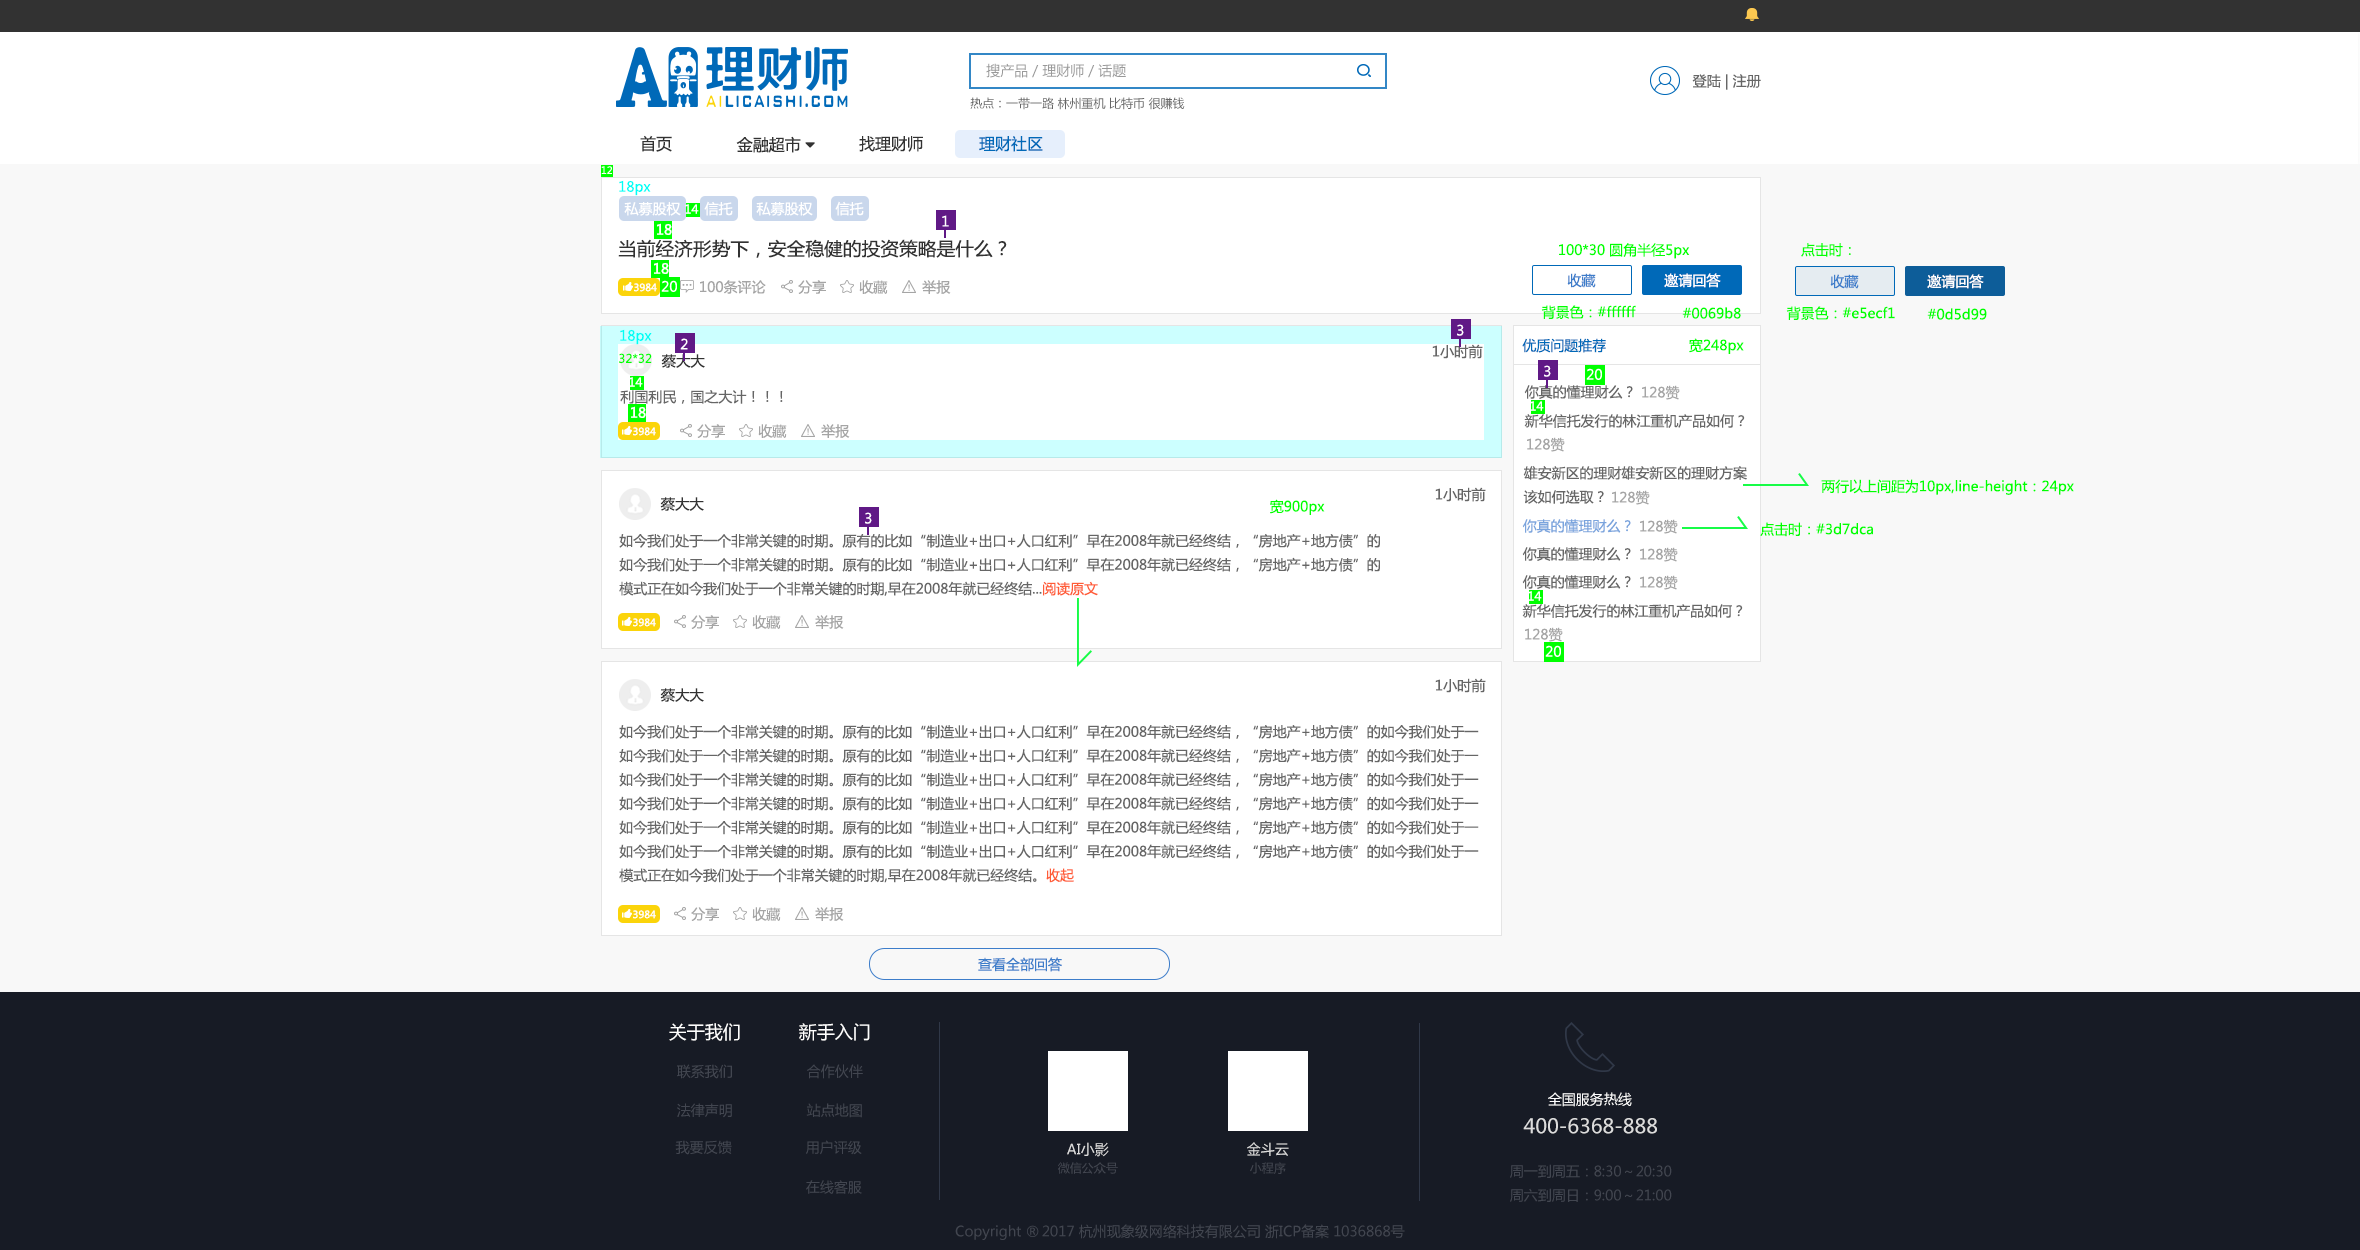 AI理财师
AILICAISHI.COM
搜产品 / 理财师 / 话题
热点：一带一路 林州重机 比特币 很赚钱
登陆 | 注册
首页 金融超市 找理财师 理财社区
12
18px
私募股权 14 信托 私募股权 信托
18
1
当前经济形势下，安全稳健的投资策略是什么？
18
3984 20 100条评论 分享 收藏 举报
100*30 圆角半径5px
收藏 邀请回答
背景色：#ffffff #0069b8
点击时：
收藏 邀请回答
背景色：#e5ecf1 #0d5d99
18px
2
3
32*32 蔡大大 1小时前
14
利国利民，国之大计！！！
18
3984 分享 收藏 举报
蔡大大 1小时前
宽900px
3
如今我们处于一个非常关键的时期。原有的比如“制造业+出口+人口红利”早在2008年就已经终结，“房地产+地方债”的
如今我们处于一个非常关键的时期。原有的比如“制造业+出口+人口红利”早在2008年就已经终结，“房地产+地方债”的
模式正在如今我们处于一个非常关键的时期,早在2008年就已经终结...阅读原文
3984 分享 收藏 举报
蔡大大 1小时前
如今我们处于一个非常关键的时期。原有的比如“制造业+出口+人口红利”早在2008年就已经终结，“房地产+地方债”的如今我们处于一
如今我们处于一个非常关键的时期。原有的比如“制造业+出口+人口红利”早在2008年就已经终结，“房地产+地方债”的如今我们处于一
如今我们处于一个非常关键的时期。原有的比如“制造业+出口+人口红利”早在2008年就已经终结，“房地产+地方债”的如今我们处于一
如今我们处于一个非常关键的时期。原有的比如“制造业+出口+人口红利”早在2008年就已经终结，“房地产+地方债”的如今我们处于一
如今我们处于一个非常关键的时期。原有的比如“制造业+出口+人口红利”早在2008年就已经终结，“房地产+地方债”的如今我们处于一
如今我们处于一个非常关键的时期。原有的比如“制造业+出口+人口红利”早在2008年就已经终结，“房地产+地方债”的如今我们处于一
模式正在如今我们处于一个非常关键的时期,早在2008年就已经终结。收起
3984 分享 收藏 举报
查看全部回答
优质问题推荐 宽248px
3
20
你真的懂理财么？ 128赞
14
新华信托发行的林江重机产品如何？
128赞
雄安新区的理财雄安新区的理财方案
该如何选取？ 128赞
两行以上间距为10px,line-height：24px
你真的懂理财么？ 128赞
点击时：#3d7dca
你真的懂理财么？ 128赞
你真的懂理财么？ 128赞
14
新华信托发行的林江重机产品如何？
128赞
20
关于我们
联系我们
法律声明
我要反馈
新手入门
合作伙伴
站点地图
用户评级
在线客服
AI小影
微信公众号
金斗云
小程序
全国服务热线
400-6368-888
周一到周五：8:30～20:30
周六到周日：9:00～21:00
Copyright ® 2017 杭州现象级网络科技有限公司 浙ICP备案 1036868号